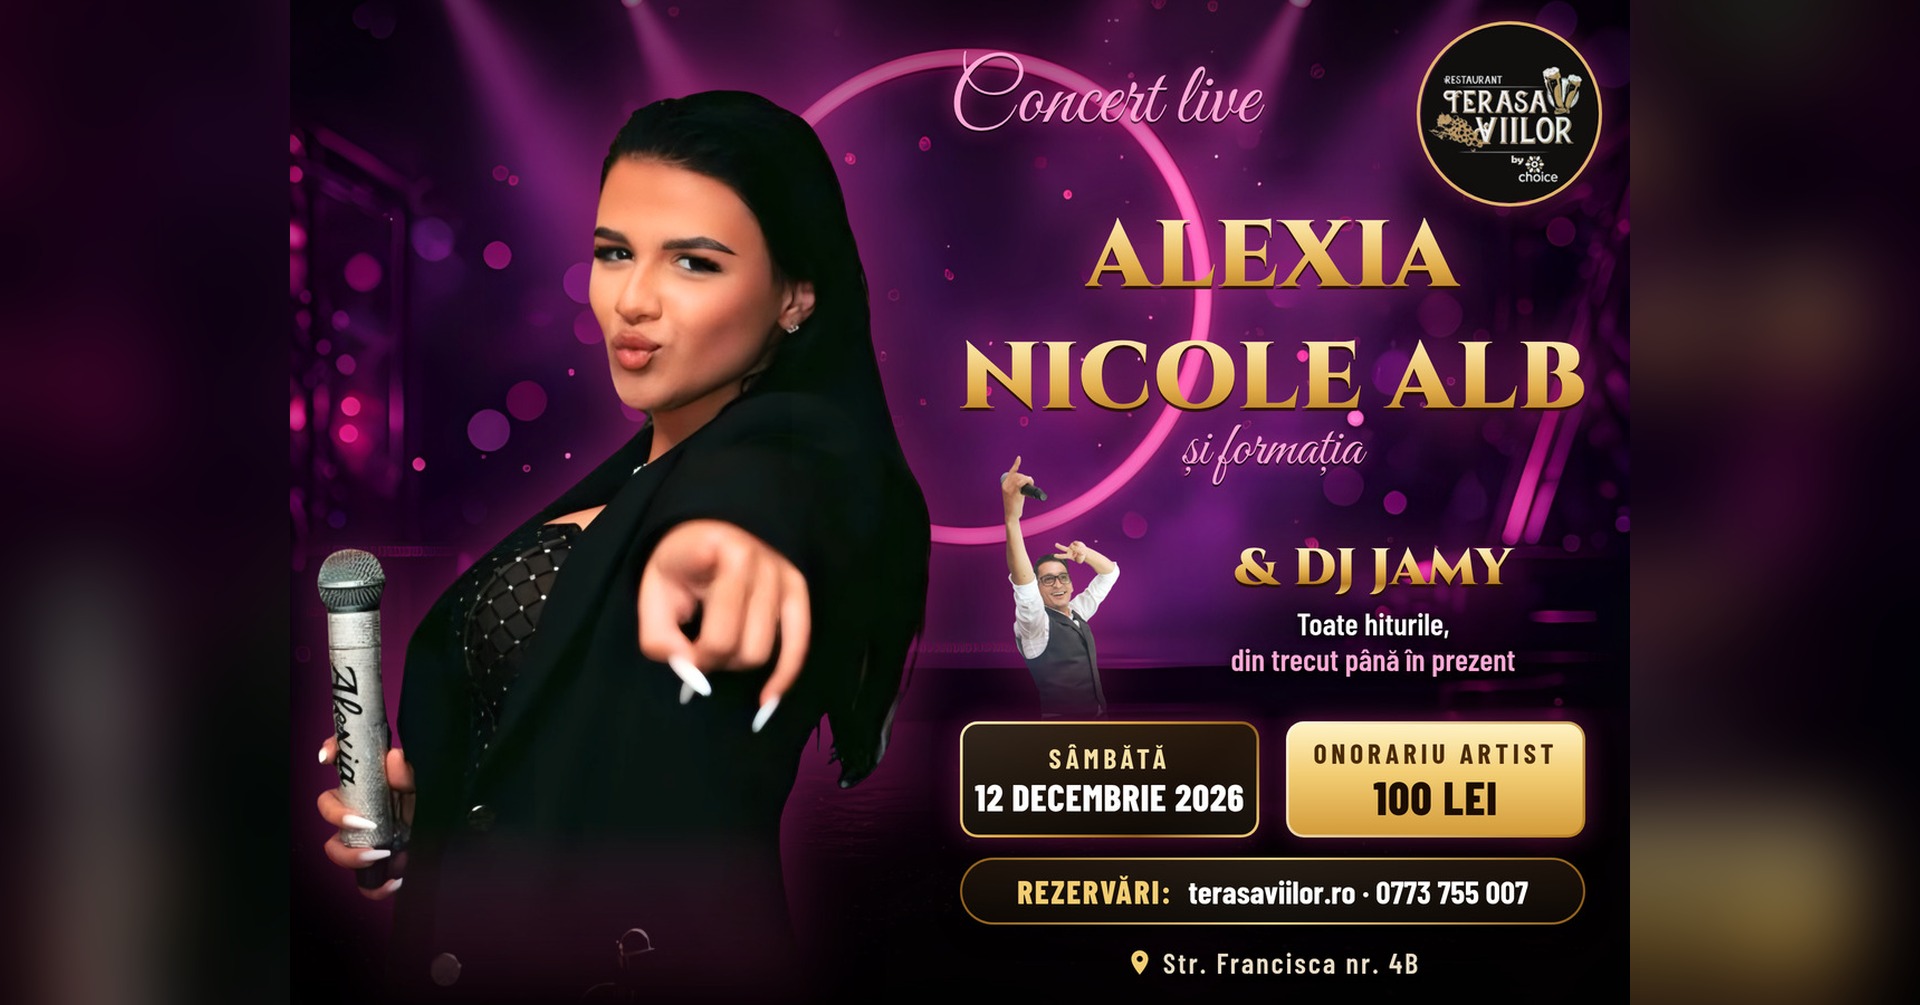 Concert live
RESTAURANT
TERASA
VIILOR
by
choice
ALEXIA
NICOLE ALB
și formația
& DJ JAMY
Toate hiturile,
din trecut până în prezent
Alexia
SÂMBĂTĂ
12 DECEMBRIE 2026
ONORARIU ARTIST
100 LEI
REZERVĂRI: terasaviilor.ro · 0773 755 007
Str. Francisca nr. 4B